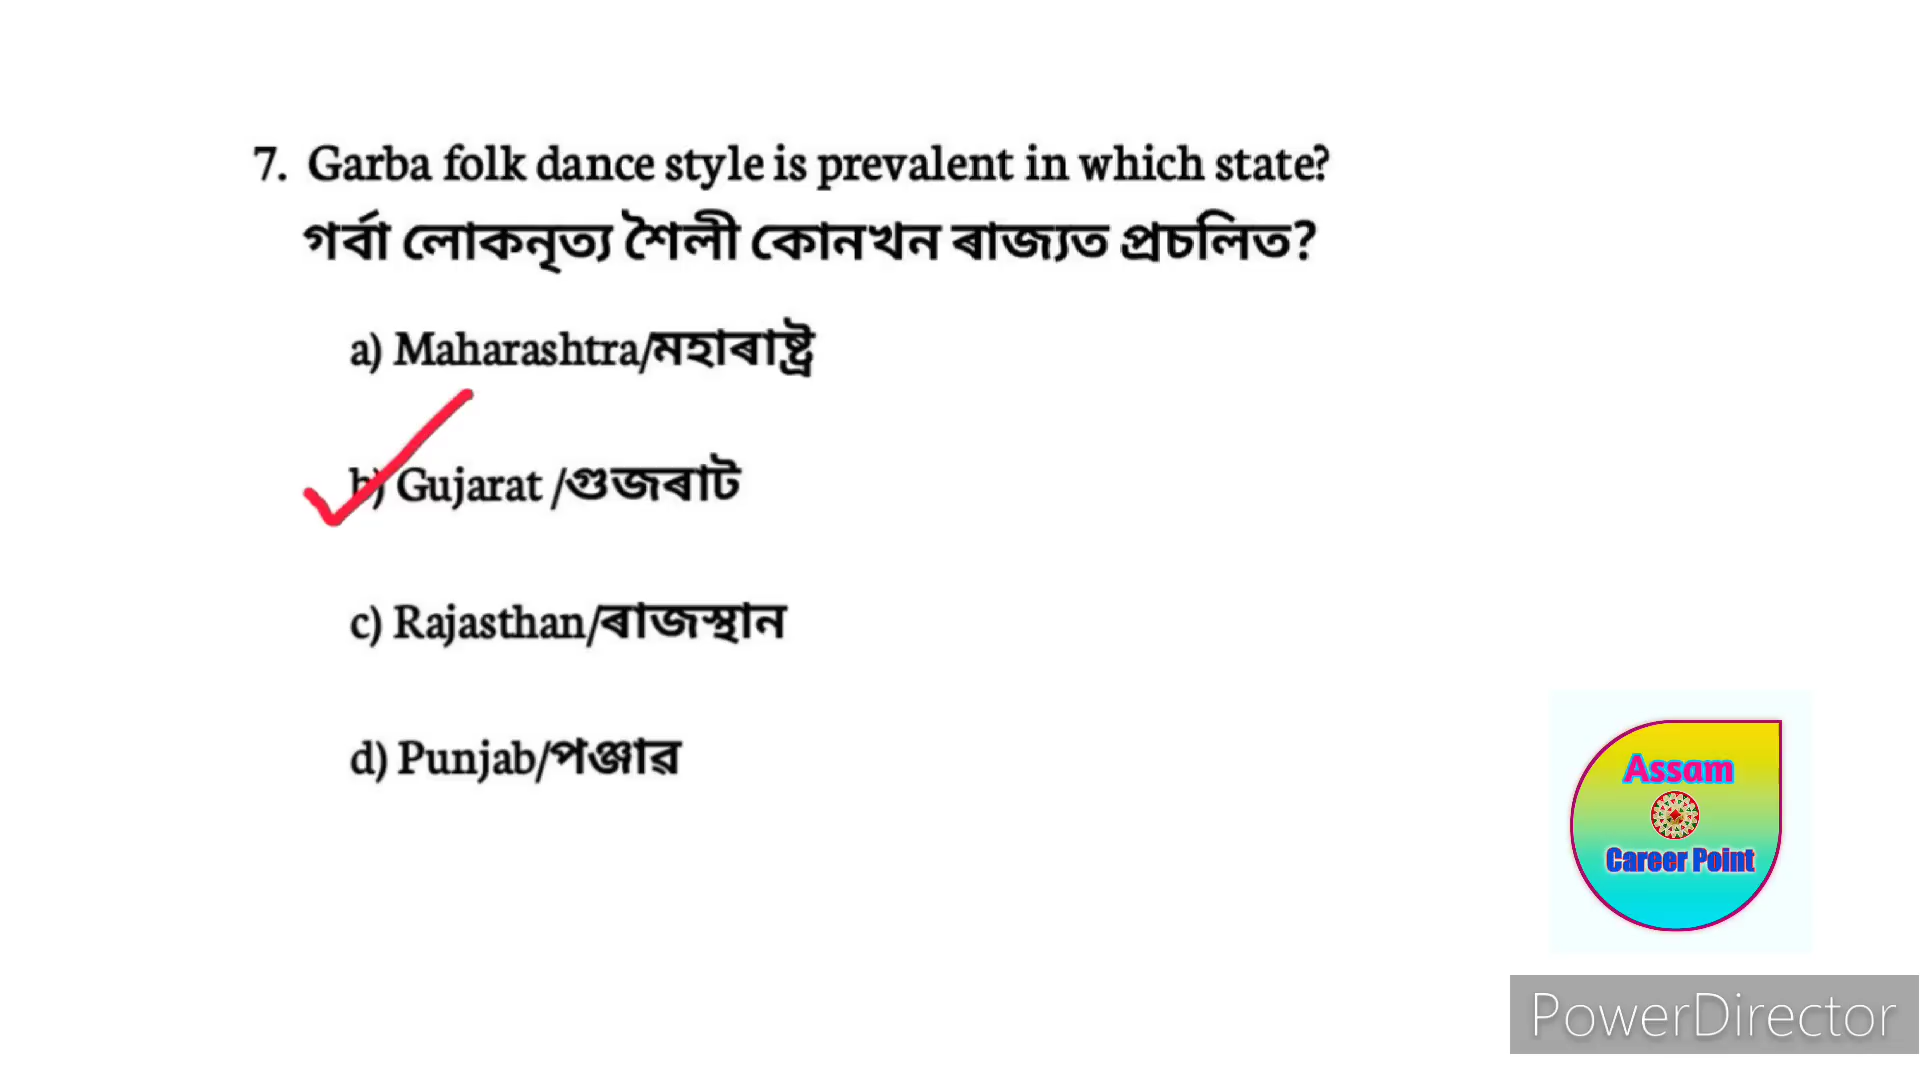 7. Garba folk dance style is prevalent in which state?
গৰ্বা লোকনৃত্য শৈলী কোনখন ৰাজ্যত প্ৰচলিত?
a) Maharashtra/মহাৰাষ্ট্ৰ
b) Gujarat /গুজৰাট
c) Rajasthan/ৰাজস্থান
d) Punjab/পঞ্জাৱ
Assam
Career Point
PowerDirector